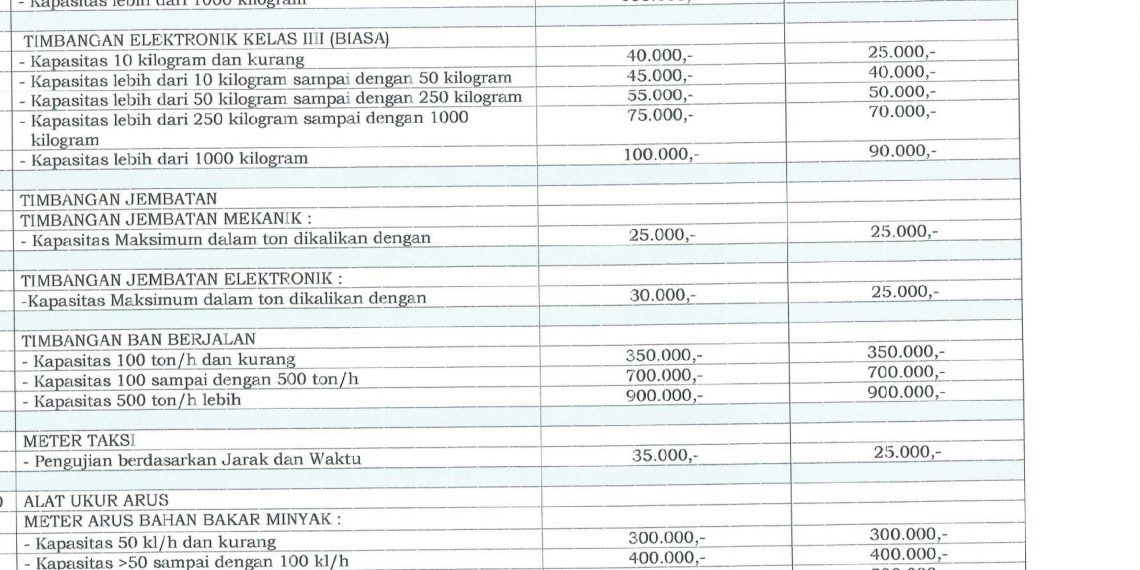 - Kapasitas lebih dari 1000 kilogram
TIMBANGAN ELEKTRONIK KELAS IIII (BIASA)
- Kapasitas 10 kilogram dan kurang 40.000,- 25.000,-
- Kapasitas lebih dari 10 kilogram sampai dengan 50 kilogram 45.000,- 40.000,-
- Kapasitas lebih dari 50 kilogram sampai dengan 250 kilogram 55.000,- 50.000,-
- Kapasitas lebih dari 250 kilogram sampai dengan 1000 75.000,- 70.000,-
kilogram
- Kapasitas lebih dari 1000 kilogram 100.000,- 90.000,-
TIMBANGAN JEMBATAN
TIMBANGAN JEMBATAN MEKANIK :
- Kapasitas Maksimum dalam ton dikalikan dengan 25.000,- 25.000,-
TIMBANGAN JEMBATAN ELEKTRONIK :
-Kapasitas Maksimum dalam ton dikalikan dengan 30.000,- 25.000,-
TIMBANGAN BAN BERJALAN
- Kapasitas 100 ton/h dan kurang 350.000,- 350.000,-
- Kapasitas 100 sampai dengan 500 ton/h 700.000,- 700.000,-
- Kapasitas 500 ton/h lebih 900.000,- 900.000,-
METER TAKSI
- Pengujian berdasarkan Jarak dan Waktu 35.000,- 25.000,-
ALAT UKUR ARUS
METER ARUS BAHAN BAKAR MINYAK :
- Kapasitas 50 kl/h dan kurang 300.000,- 300.000,-
- Kapasitas >50 sampai dengan 100 kl/h 400.000,- 400.000,-